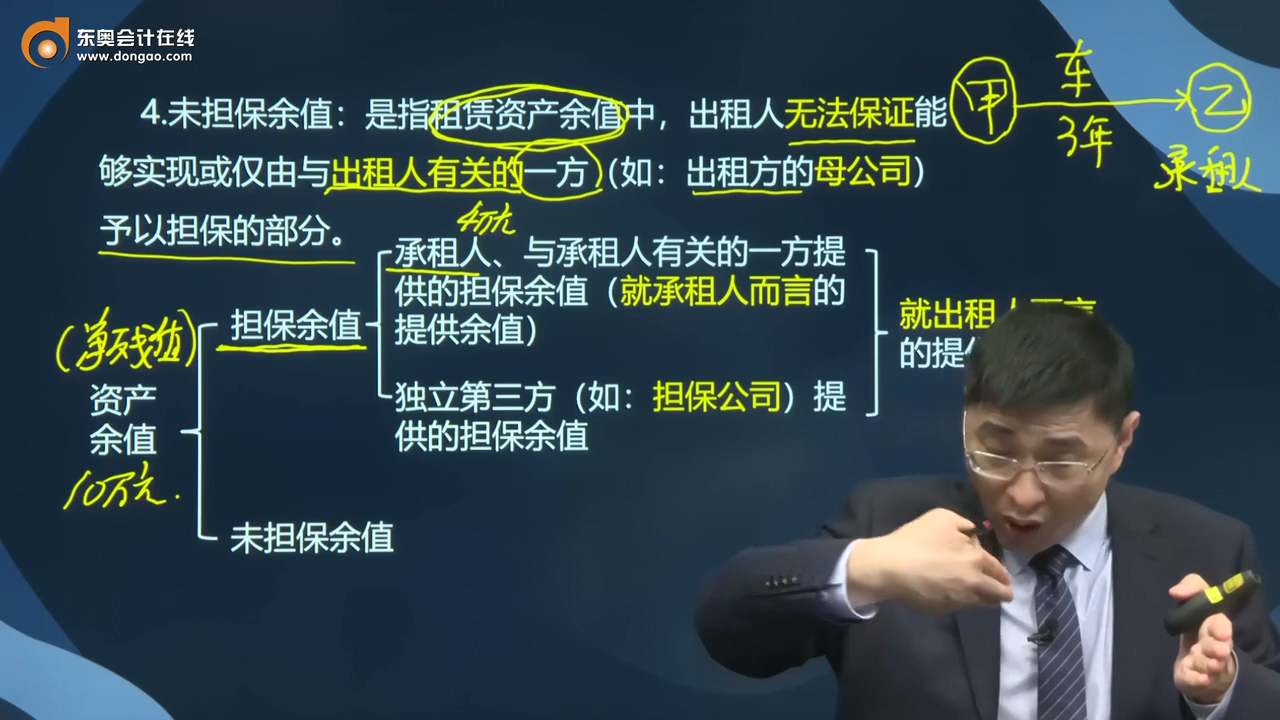 东奥会计在线
www.dongao.com
车
甲
乙
3年
承租人
4.未担保余值：是指租赁资产余值中，出租人无法保证能
够实现或仅由与出租人有关的一方（如：出租方的母公司）
予以担保的部分。
4万元
承租人、与承租人有关的一方提
供的担保余值（就承租人而言的
提供余值）
担保余值
就出租人而言
的提
(净残值)
资产
余值
10万元.
独立第三方（如：担保公司）提
供的担保余值
未担保余值